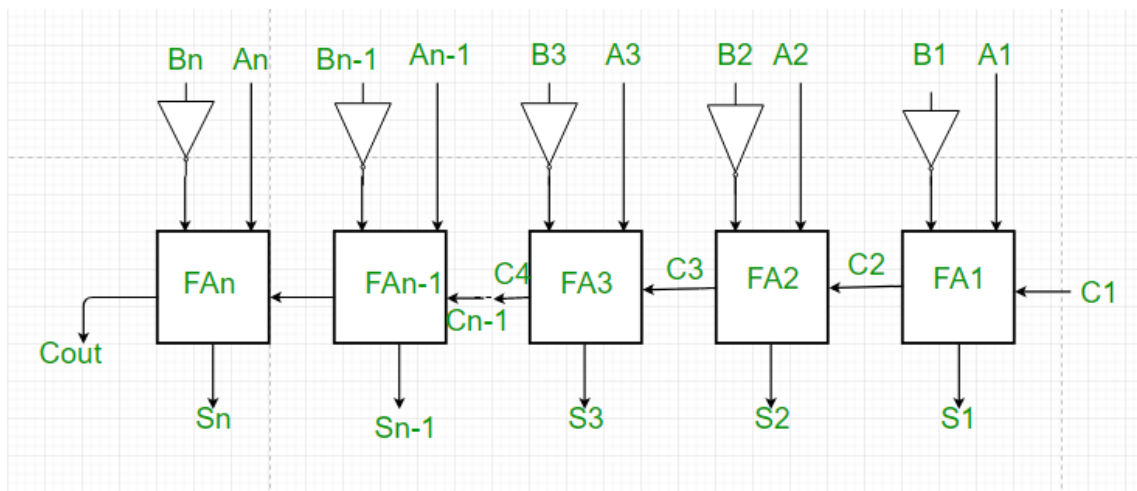 Bn An Bn-1 An-1 B3 A3 B2 A2 B1 A1
FAn FAn-1 C4 FA3 C3 FA2 C2 FA1 C1
Cn-1
Cout
Sn Sn-1 S3 S2 S1